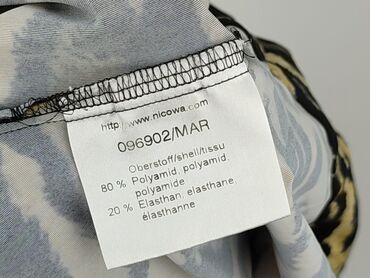 http://www.nicowa.com
096902/MAR
Oberstoff/shell/tissu
80 % Polyamid, polyamid,
polyamide
20 % Elasthan, elasthane,
élasthanne